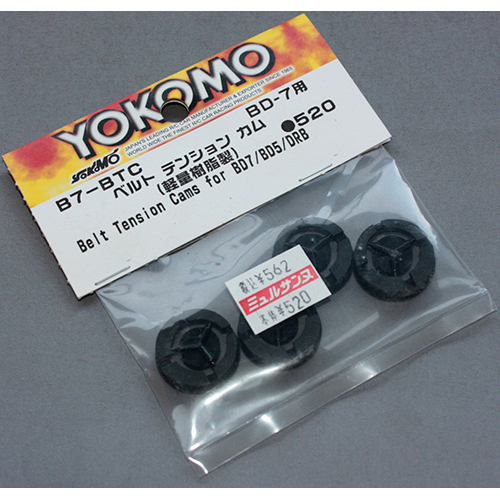 YOKOMO
JAPAN'S LEADING R/C CAR MANUFACTURER & EXPORTER SINCE 1965
WORLD WIDE THE FINEST R/C CAR RACING PRODUCTS
YOKOMO
B7-BTC BD-7用
ベルト テンション カム ●520
(軽量樹脂製)
Belt Tension Cams for BD7/BD5/DRB
税込¥562
ミュルサンヌ
本体¥520